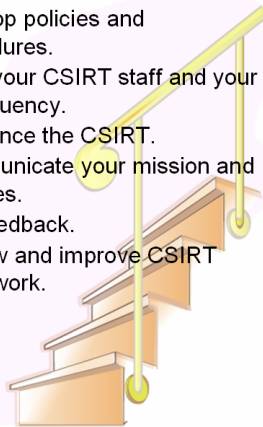 op policies and
dures.
your CSIRT staff and your
uency.
nce the CSIRT.
unicate your mission and
es.
edback.
w and improve CSIRT
work.